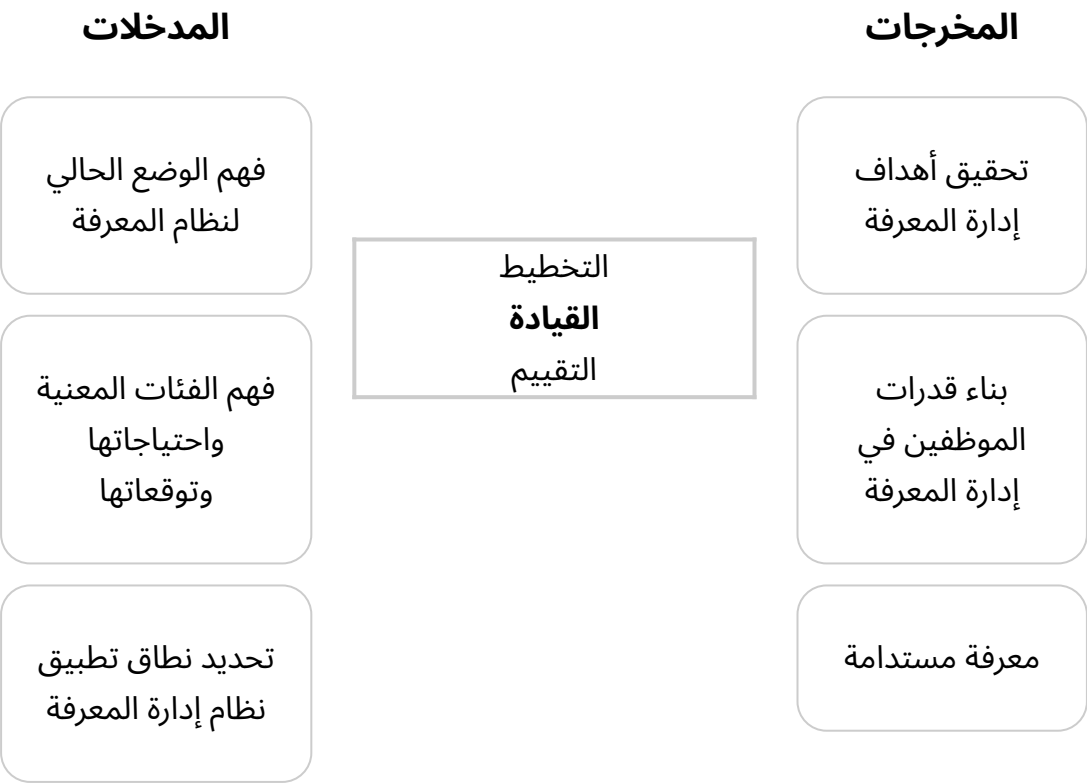 المدخلات
فهم الوضع الحالي
لنظام المعرفة
فهم الفئات المعنية
واحتياجاتها
وتوقعاتها
تحديد نطاق تطبيق
نظام إدارة المعرفة
التخطيط
القيادة
التقييم
المخرجات
تحقيق أهداف
إدارة المعرفة
بناء قدرات
الموظفين في
إدارة المعرفة
معرفة مستدامة